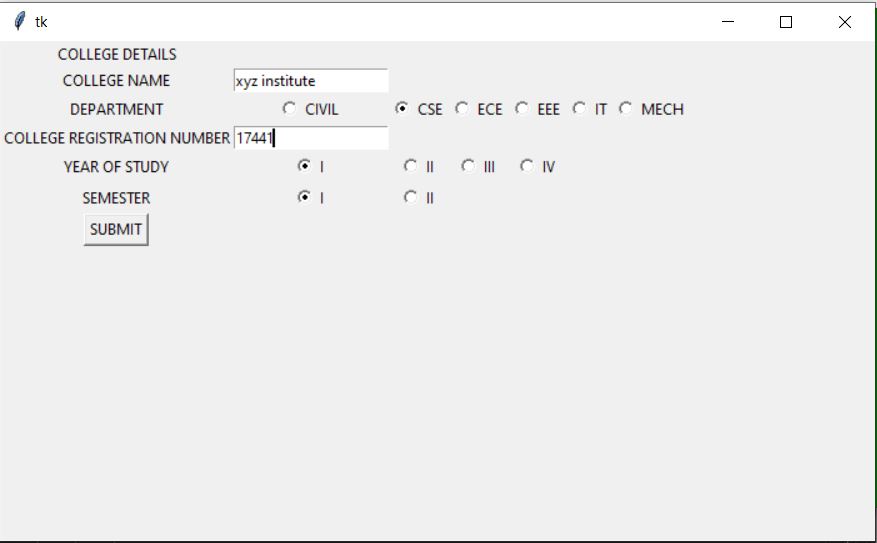 tk
COLLEGE DETAILS
COLLEGE NAME xyz institute
DEPARTMENT CIVIL CSE ECE EEE IT MECH
COLLEGE REGISTRATION NUMBER 17441
YEAR OF STUDY I II III IV
SEMESTER I II
SUBMIT